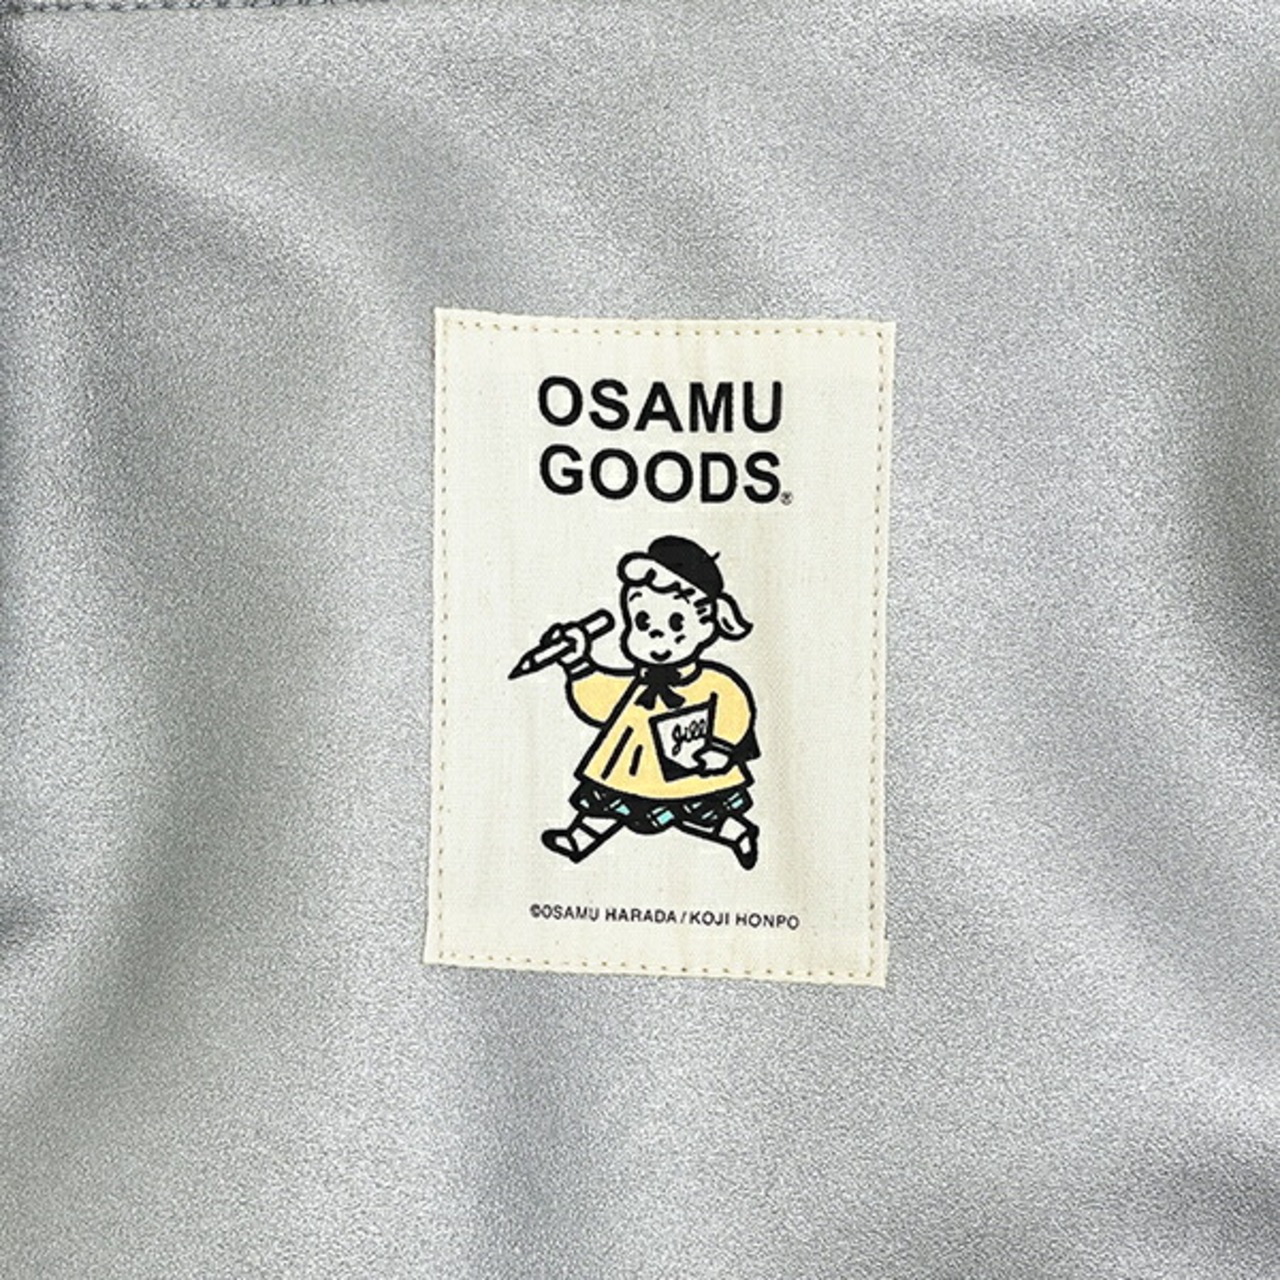 OSAMU
GOODS®
Jill
©OSAMU HARADA / KOJI HONPO